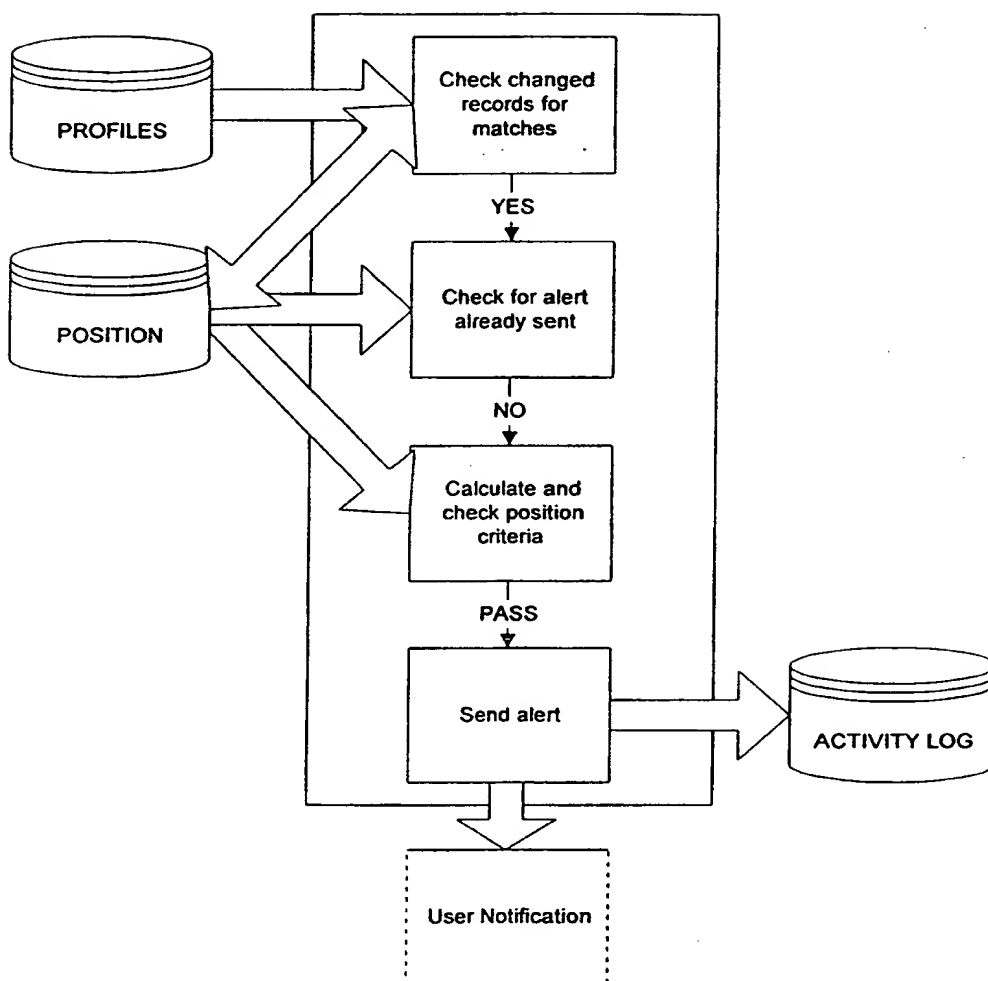 PROFILES
Check changed
records for
matches
YES
POSITION
Check for alert
already sent
NO
Calculate and
check position
criteria
PASS
Send alert
ACTIVITY LOG
User Notification